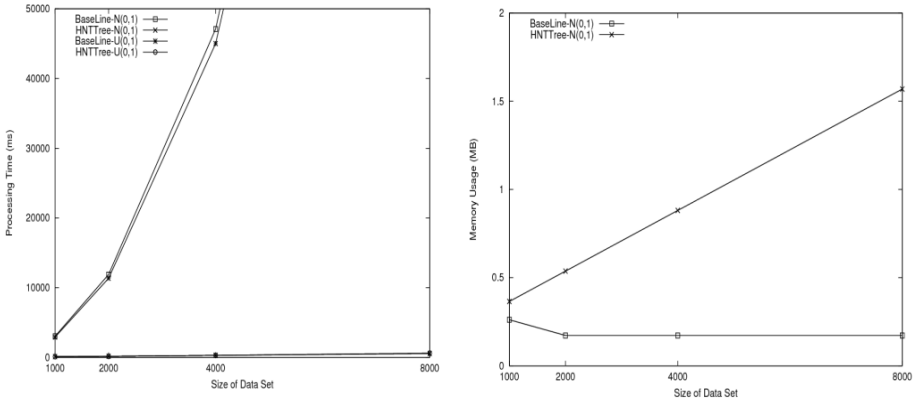 50000
40000
30000
20000
10000
0
Processing Time (ms)
BaseLine-N(0,1)
HNTTree-N(0,1)
BaseLine-U(0,1)
HNTTree-U(0,1)
1000 2000 4000 8000
Size of Data Set
2
1.5
1
0.5
0
Memory Usage (MB)
BaseLine-N(0,1)
HNTTree-N(0,1)
1000 2000 4000 8000
Size of Data Set